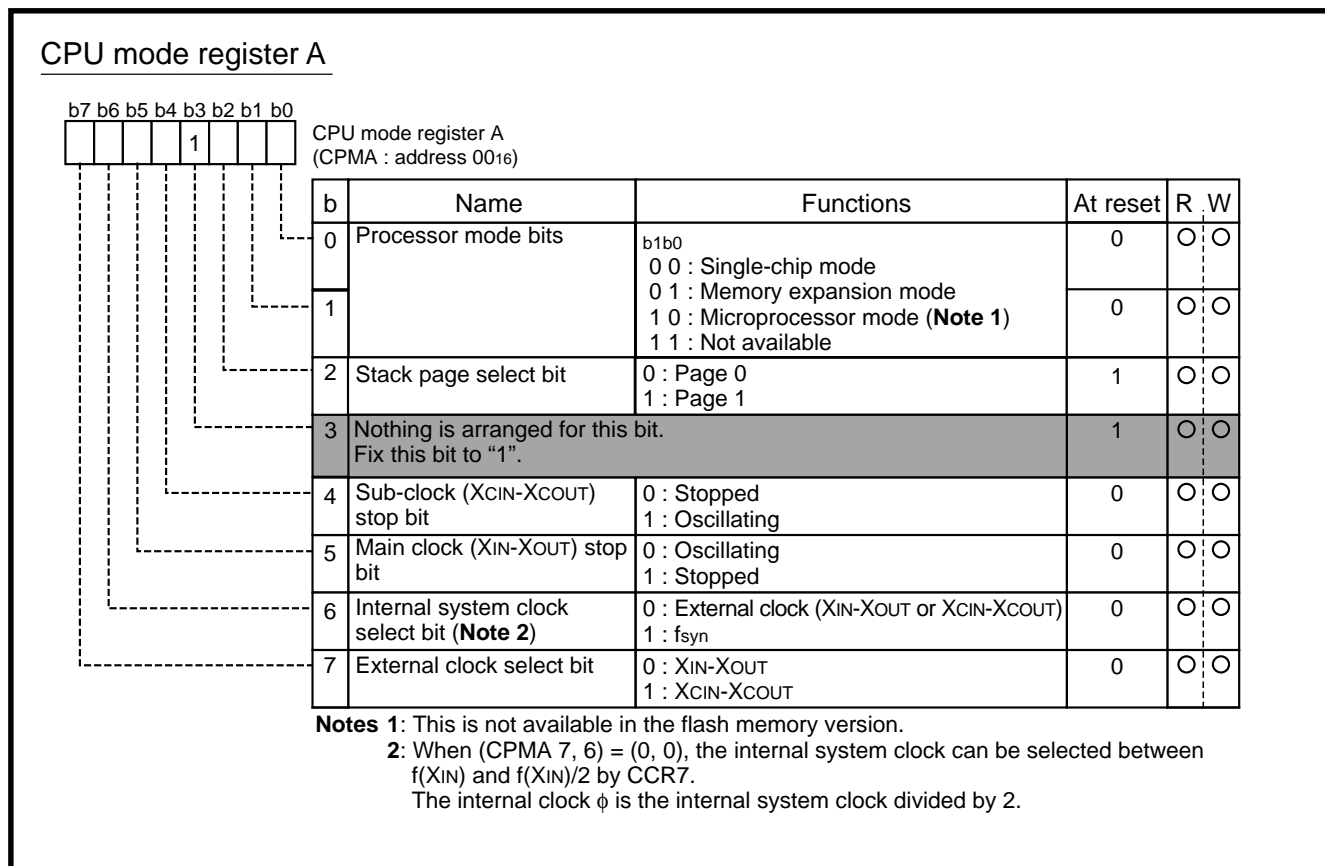 CPU mode register A
b7 b6 b5 b4 b3 b2 b1 b0
1
CPU mode register A
(CPMA : address 0016)
b Name Functions At reset R W
0 Processor mode bits b1b0 0 O O
0 0 : Single-chip mode
0 1 : Memory expansion mode
1 1 0 : Microprocessor mode (Note 1) 0 O O
1 1 : Not available
2 Stack page select bit 0 : Page 0 1 O O
1 : Page 1
3 Nothing is arranged for this bit. 1 O O
Fix this bit to “1”.
4 Sub-clock (XCIN-XCOUT) 0 : Stopped 0 O O
stop bit 1 : Oscillating
5 Main clock (XIN-XOUT) stop 0 : Oscillating 0 O O
bit 1 : Stopped
6 Internal system clock 0 : External clock (XIN-XOUT or XCIN-XCOUT) 0 O O
select bit (Note 2) 1 : fsyn
7 External clock select bit 0 : XIN-XOUT 0 O O
1 : XCIN-XCOUT
Notes 1: This is not available in the flash memory version.
2: When (CPMA 7, 6) = (0, 0), the internal system clock can be selected between
f(XIN) and f(XIN)/2 by CCR7.
The internal clock ϕ is the internal system clock divided by 2.